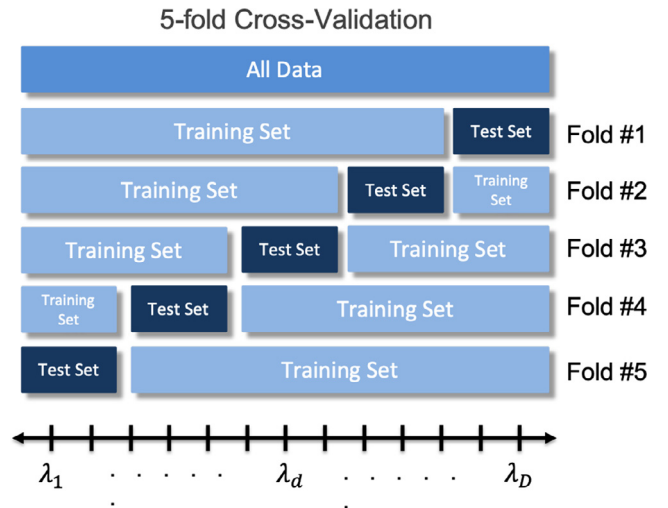 5-fold Cross-Validation
All Data
Training Set Test Set Fold #1
Training Set Test Set Training Set Fold #2
Training Set Test Set Training Set Fold #3
Training Set Test Set Training Set Fold #4
Test Set Training Set Fold #5
λ₁ . . . . . . λ_d . . . . . . λ_D